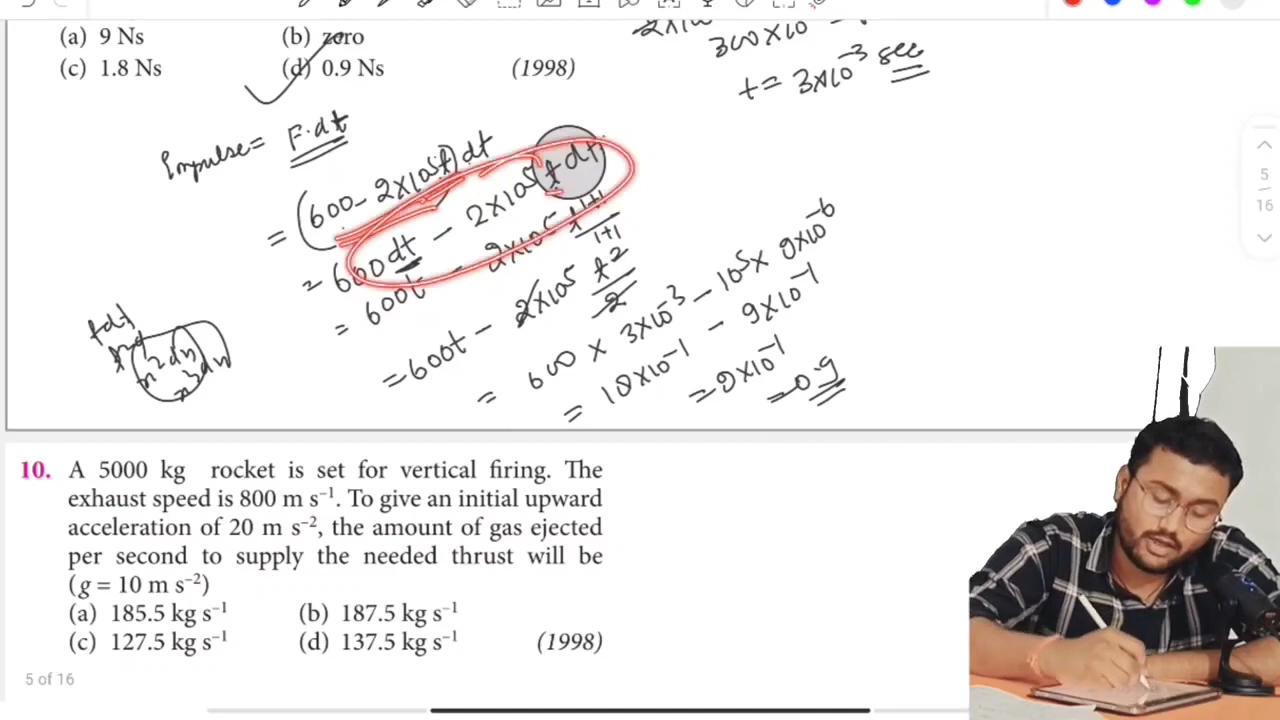 (a) 9 Ns (b) zero
(c) 1.8 Ns (d) 0.9 Ns (1998)
300×10
t = 3×10⁻³ sec
Impulse = F·dt
= (600 − 2×10⁵t) dt
= 600 dt − 2×10⁵ t dt
= 600t − 2×10⁵ t¹⁺¹/1+1
= 600t − 2×10⁵ t²/2
= 600 × 3×10⁻³ − 10⁵ × 9×10⁻⁶
= 18×10⁻¹ − 9×10⁻¹
= 9×10⁻¹
= 0.9
tdt
5
16
10. A 5000 kg rocket is set for vertical firing. The
exhaust speed is 800 m s⁻¹. To give an initial upward
acceleration of 20 m s⁻², the amount of gas ejected
per second to supply the needed thrust will be
(g = 10 m s⁻²)
(a) 185.5 kg s⁻¹ (b) 187.5 kg s⁻¹
(c) 127.5 kg s⁻¹ (d) 137.5 kg s⁻¹ (1998)
5 of 16